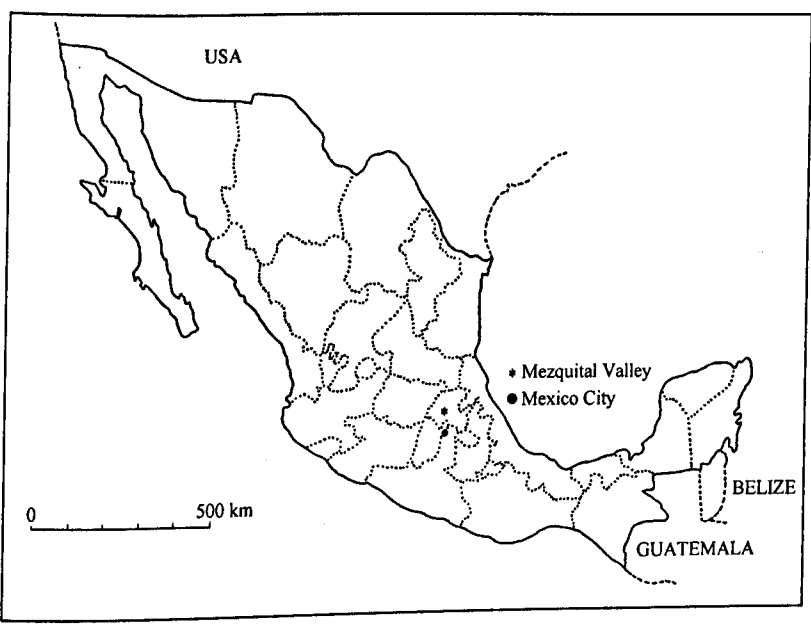 USA
* Mezquital Valley
● Mexico City
BELIZE
0 500 km
GUATEMALA